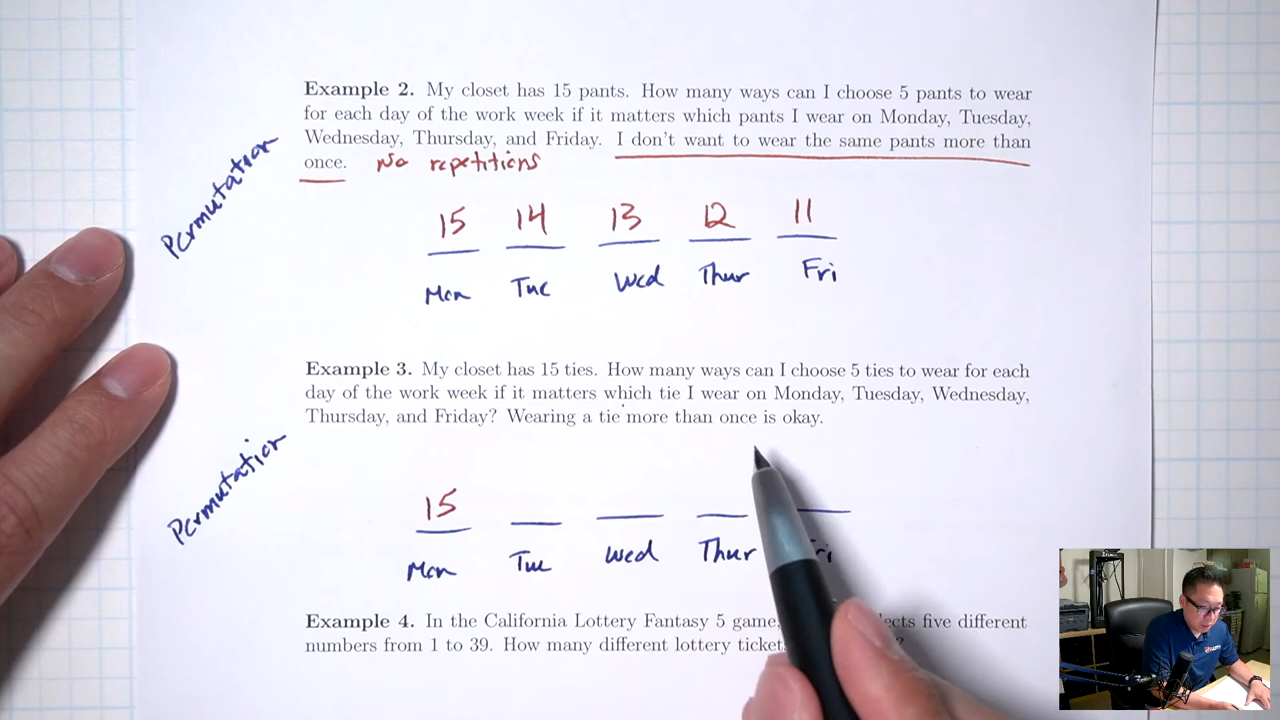 Example 2. My closet has 15 pants. How many ways can I choose 5 pants to wear
for each day of the work week if it matters which pants I wear on Monday, Tuesday,
Wednesday, Thursday, and Friday. I don't want to wear the same pants more than
once. No repetitions
Permutation
15 14 13 12 11
Mon Tue Wed Thur Fri
Example 3. My closet has 15 ties. How many ways can I choose 5 ties to wear for each
day of the work week if it matters which tie I wear on Monday, Tuesday, Wednesday,
Thursday, and Friday? Wearing a tie more than once is okay.
Permutation
15
Mon Tue Wed Thur
Example 4. In the California Lottery Fantasy 5 game, five different
numbers from 1 to 39. How many different lottery